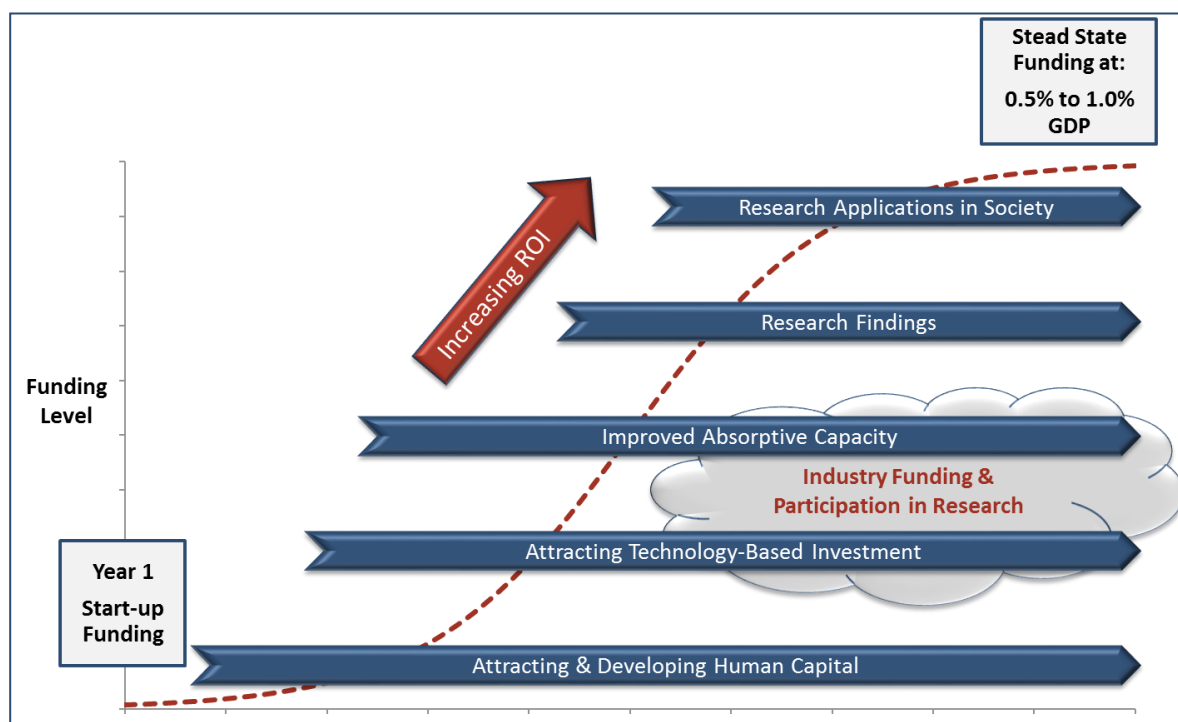 Stead State
Funding at:
0.5% to 1.0%
GDP
Research Applications in Society
Increasing ROI
Research Findings
Funding
Level
Improved Absorptive Capacity
Industry Funding &
Participation in Research
Attracting Technology-Based Investment
Year 1
Start-up
Funding
Attracting & Developing Human Capital